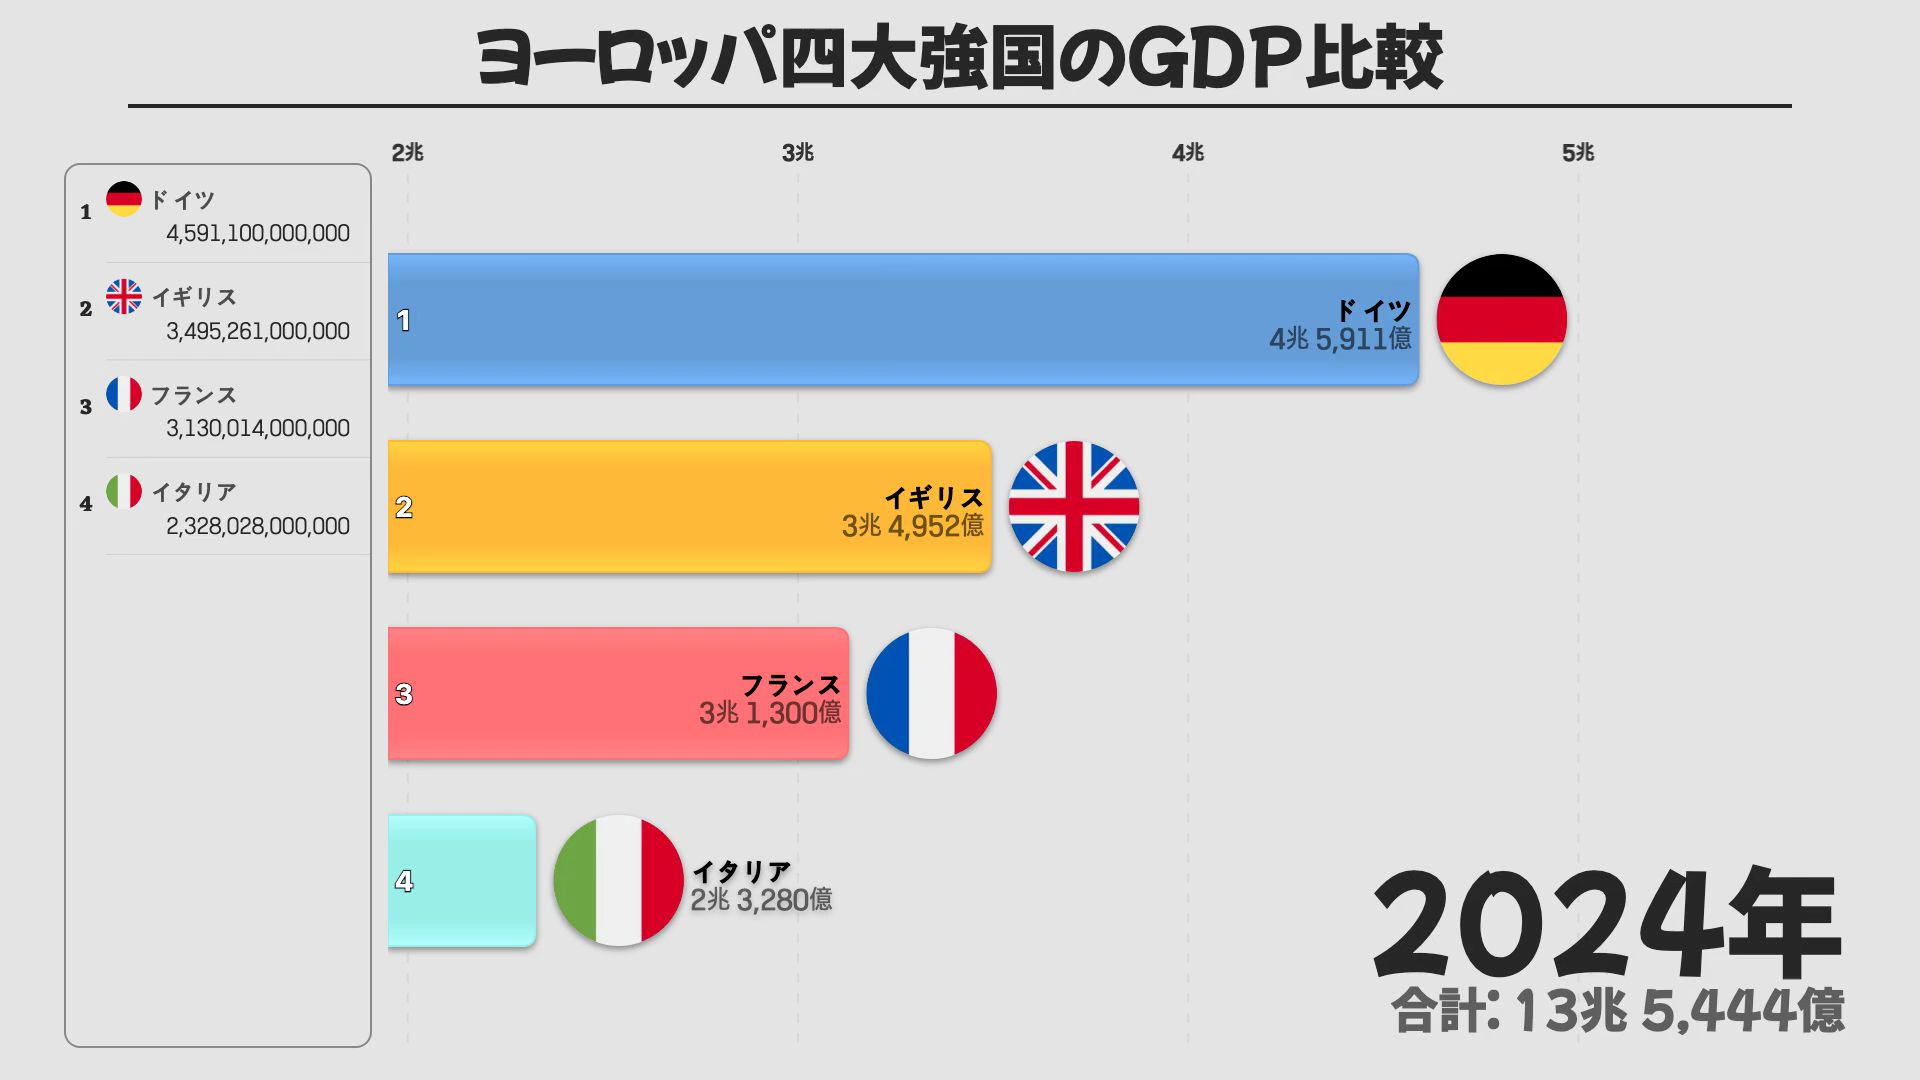 ヨーロッパ四大強国のGDP比較
2兆 3兆 4兆 5兆
1 ドイツ
4,591,100,000,000
2 イギリス
3,495,261,000,000
3 フランス
3,130,014,000,000
4 イタリア
2,328,028,000,000
1 ドイツ
4兆 5,911億
2 イギリス
3兆 4,952億
3 フランス
3兆 1,300億
4 イタリア
2兆 3,280億
2024年
合計: 13兆 5,444億